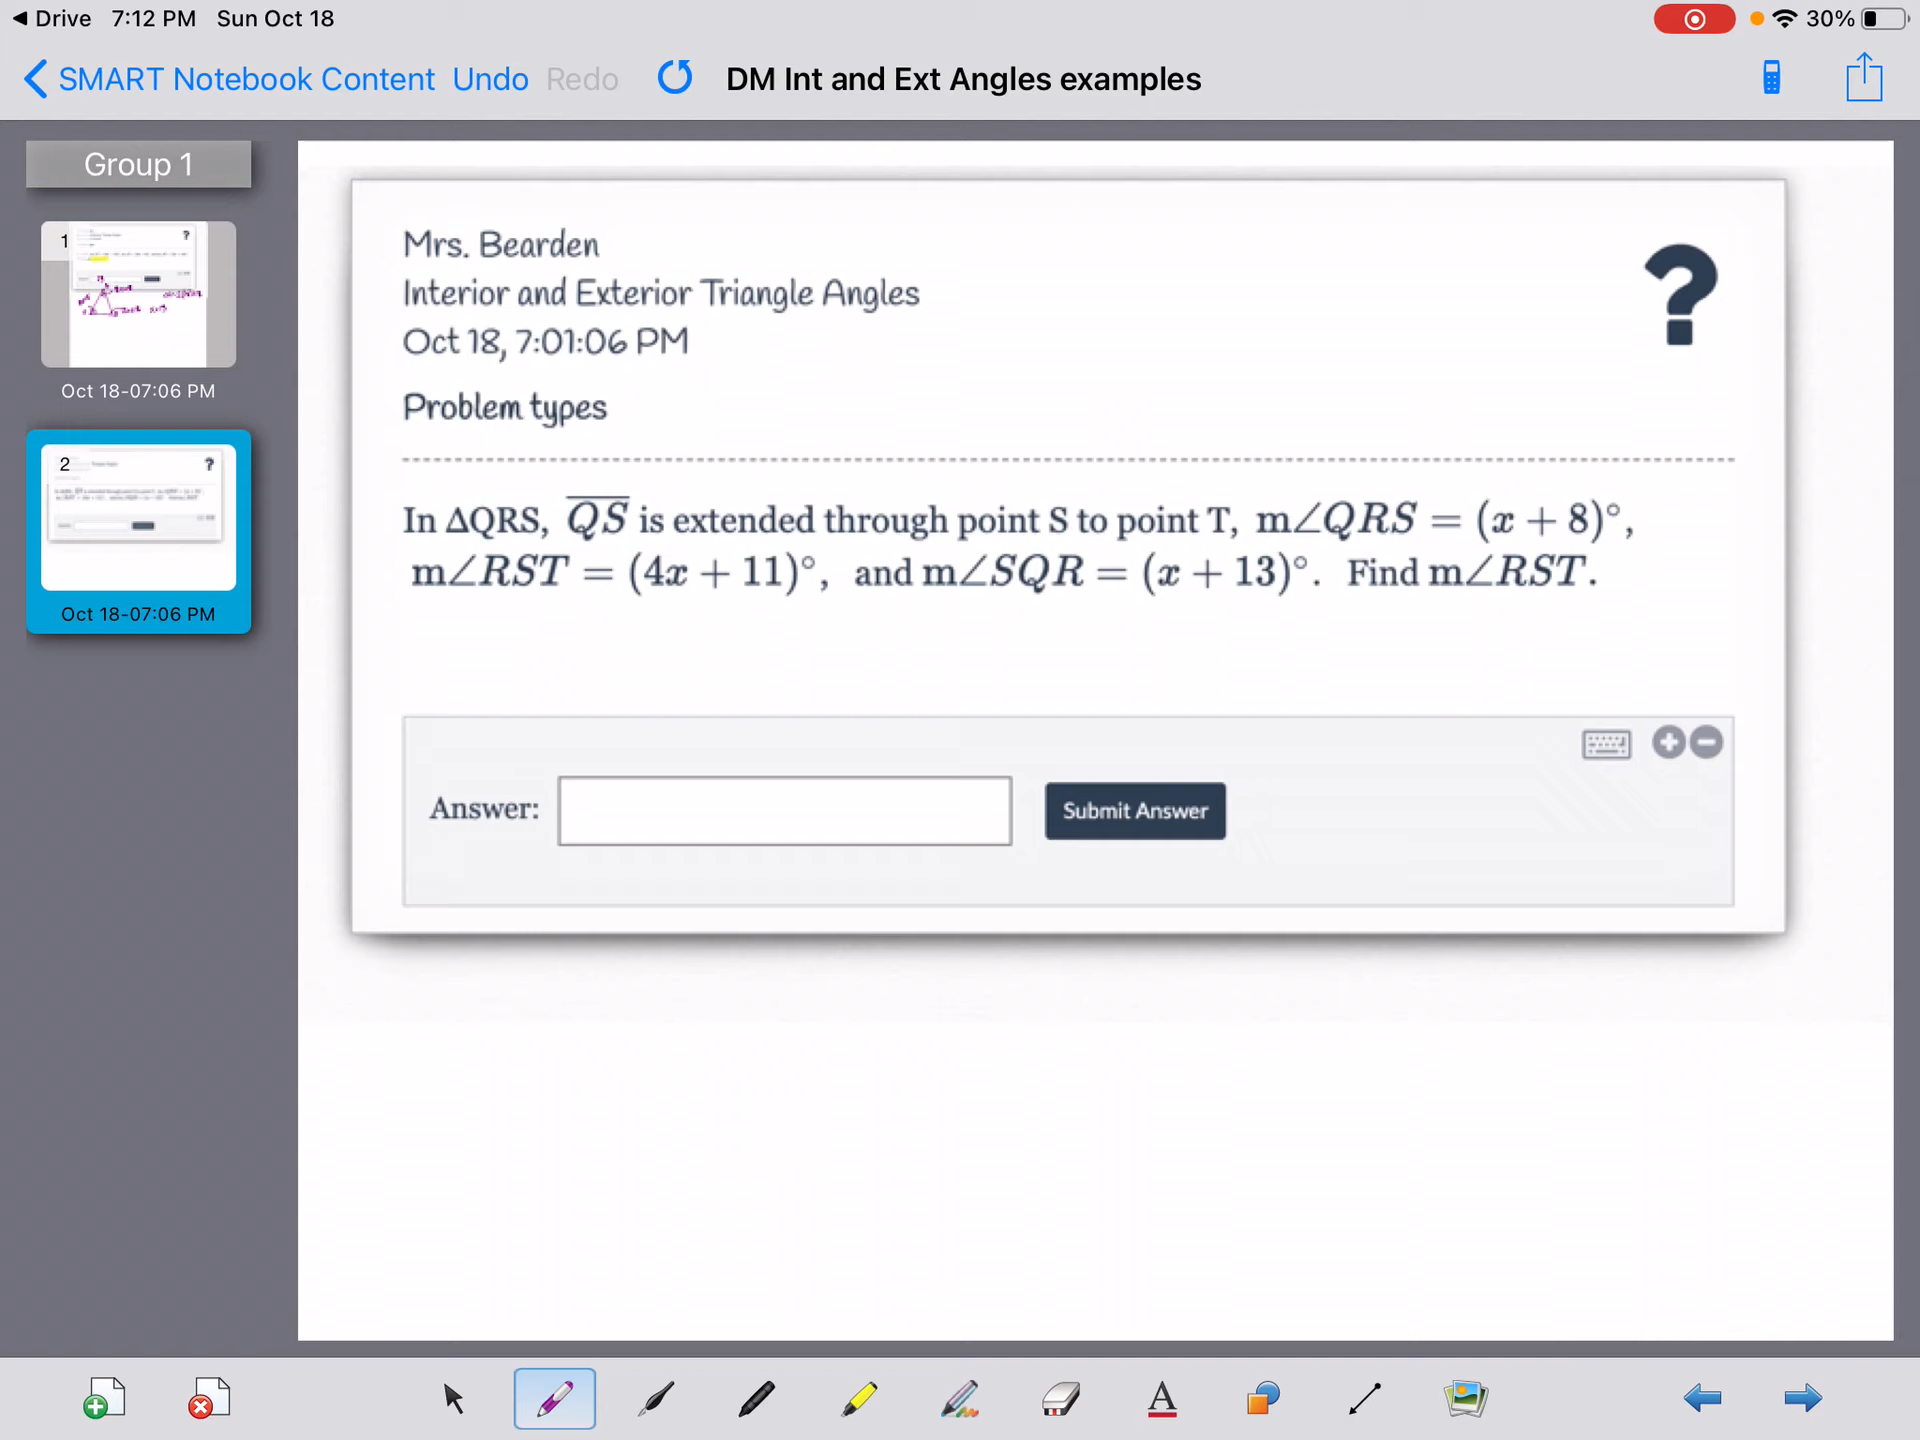 Drive 7:12 PM Sun Oct 18 30%
SMART Notebook Content Undo Redo DM Int and Ext Angles examples
Group 1
1
Oct 18-07:06 PM
2
Oct 18-07:06 PM
Mrs. Bearden
Interior and Exterior Triangle Angles
Oct 18, 7:01:06 PM
Problem types
?
In ΔQRS, \overline{QS} is extended through point S to point T, m∠QRS = (x + 8)°,
m∠RST = (4x + 11)°, and m∠SQR = (x + 13)°. Find m∠RST.
Answer: Submit Answer
A